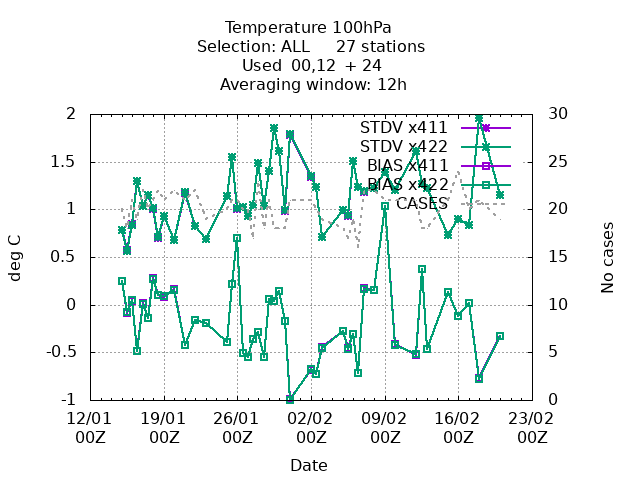 Temperature 100hPa
Selection: ALL 27 stations
Used 00,12 + 24
Averaging window: 12h
2
1.5
1
0.5
0
-0.5
-1
deg C
30
25
20
15
10
5
0
No cases
STDV x411
STDV x422
BIAS x411
BIAS x422
CASES
12/01 19/01 26/01 02/02 09/02 16/02 23/02
00Z 00Z 00Z 00Z 00Z 00Z 00Z
Date